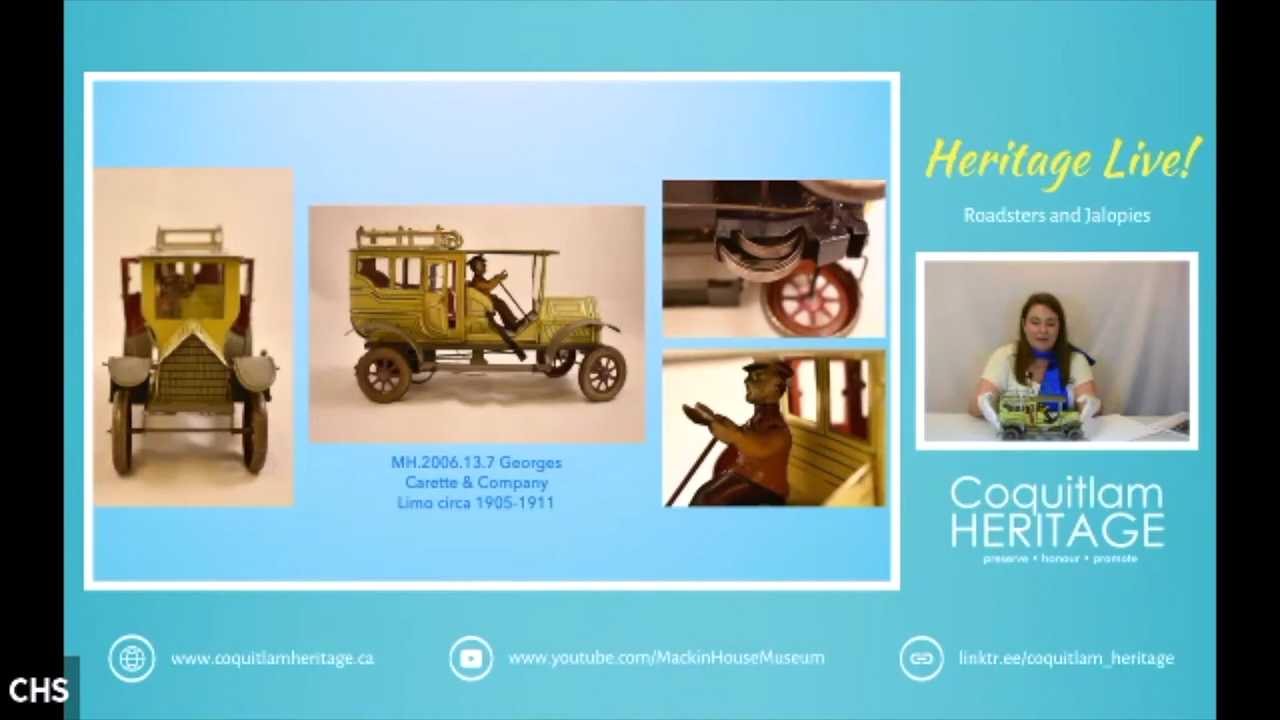 Heritage Live!
Roadsters and Jalopies
MH.2006.13.7 Georges
Carette & Company
Limo circa 1905-1911
Coquitlam
HERITAGE
preserve • honour • promote
www.coquitlamheritage.ca
www.youtube.com/MackinHouseMuseum
linktr.ee/coquitlam_heritage
CHS